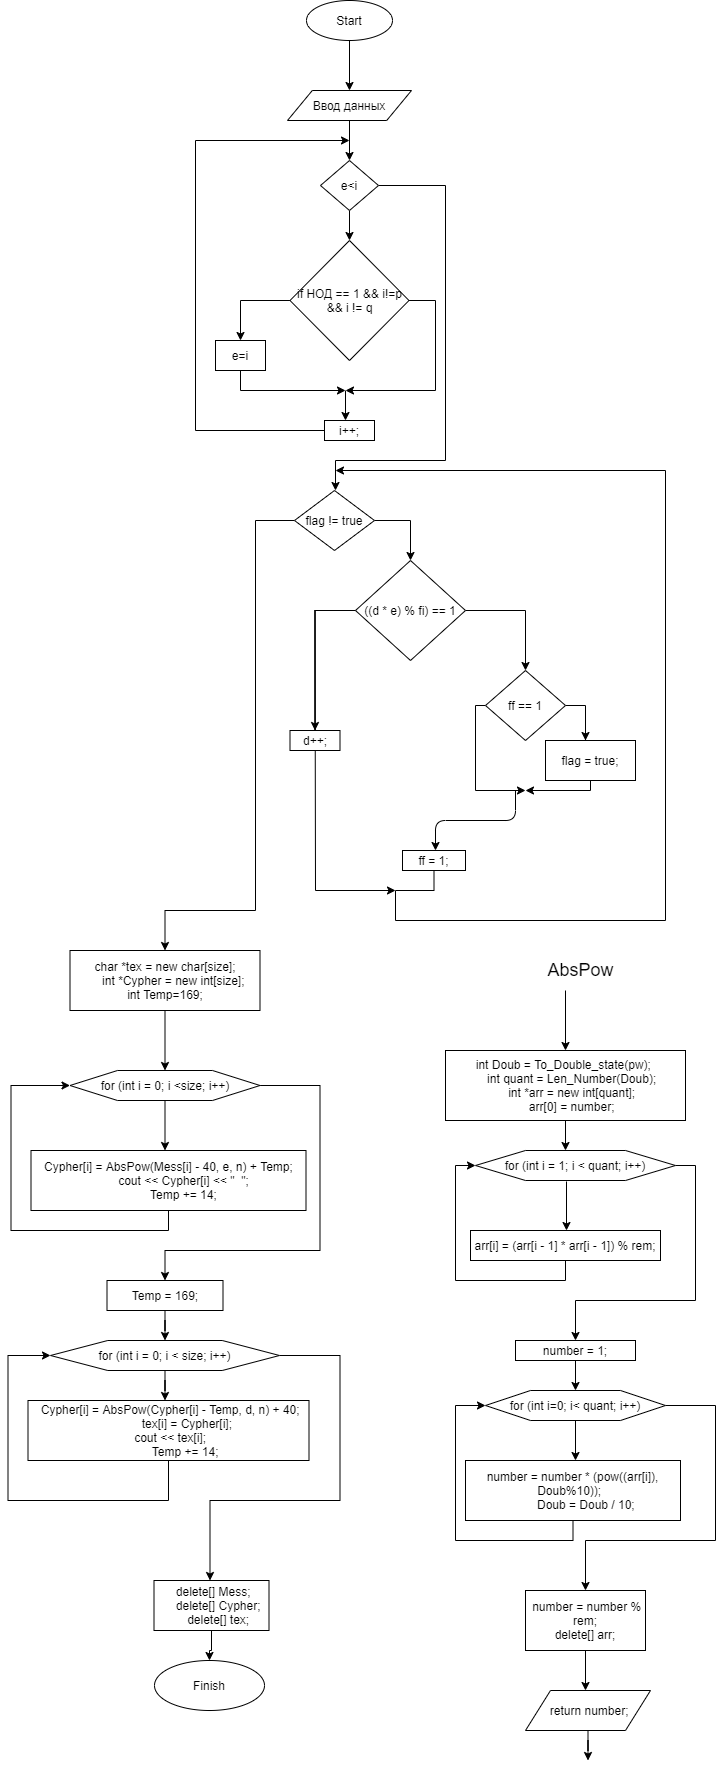 Start
Ввод данных
e<i
if НОД == 1 && i!=p
&& i != q
e=i
i++;
flag != true
((d * e) % fi) == 1
ff == 1
d++;
flag = true;
ff = 1;
char *tex = new char[size];
int *Cypher = new int[size];
int Temp=169;
for (int i = 0; i <size; i++)
Cypher[i] = AbsPow(Mess[i] - 40, e, n) + Temp;
cout << Cypher[i] << "  ";
Temp += 14;
Temp = 169;
for (int i = 0; i < size; i++)
Cypher[i] = AbsPow(Cypher[i] - Temp, d, n) + 40;
tex[i] = Cypher[i];
cout << tex[i];
Temp += 14;
delete[] Mess;
delete[] Cypher;
delete[] tex;
Finish
AbsPow
int Doub = To_Double_state(pw);
int quant = Len_Number(Doub);
int *arr = new int[quant];
arr[0] = number;
for (int i = 1; i < quant; i++)
arr[i] = (arr[i - 1] * arr[i - 1]) % rem;
number = 1;
for (int i=0; i< quant; i++)
number = number * (pow((arr[i]),
Doub%10));
Doub = Doub / 10;
number = number %
rem;
delete[] arr;
return number;